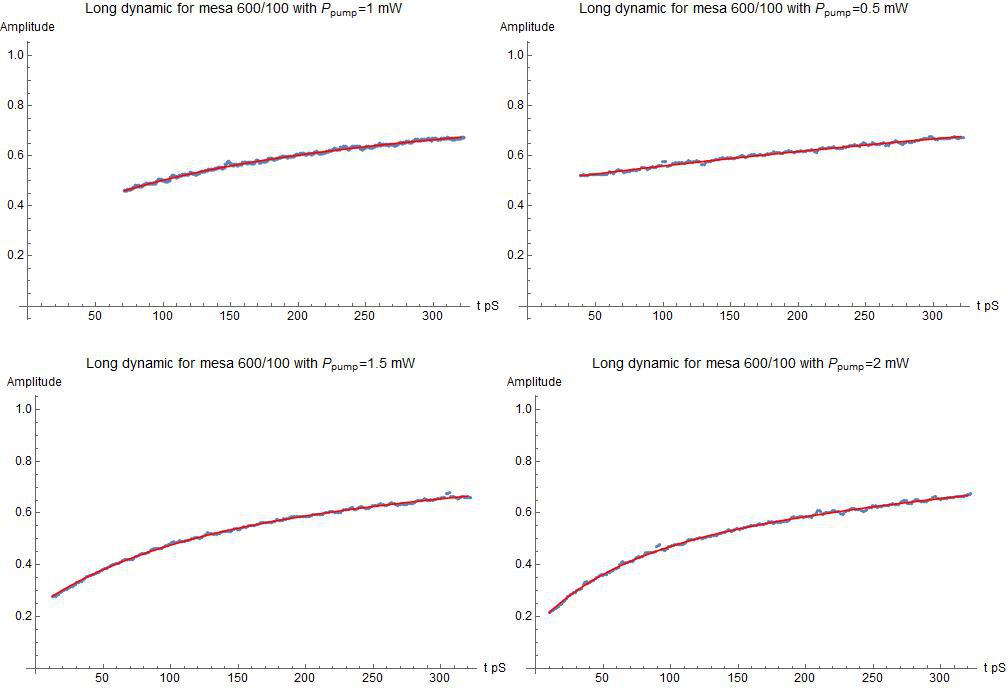 Long dynamic for mesa 600/100 with Ppump=1 mW
Amplitude
1.0
0.8
0.6
0.4
0.2
50 100 150 200 250 300
t pS
Long dynamic for mesa 600/100 with Ppump=0.5 mW
Amplitude
1.0
0.8
0.6
0.4
0.2
50 100 150 200 250 300
t pS
Long dynamic for mesa 600/100 with Ppump=1.5 mW
Amplitude
1.0
0.8
0.6
0.4
0.2
50 100 150 200 250 300
t pS
Long dynamic for mesa 600/100 with Ppump=2 mW
Amplitude
1.0
0.8
0.6
0.4
0.2
50 100 150 200 250 300
t pS